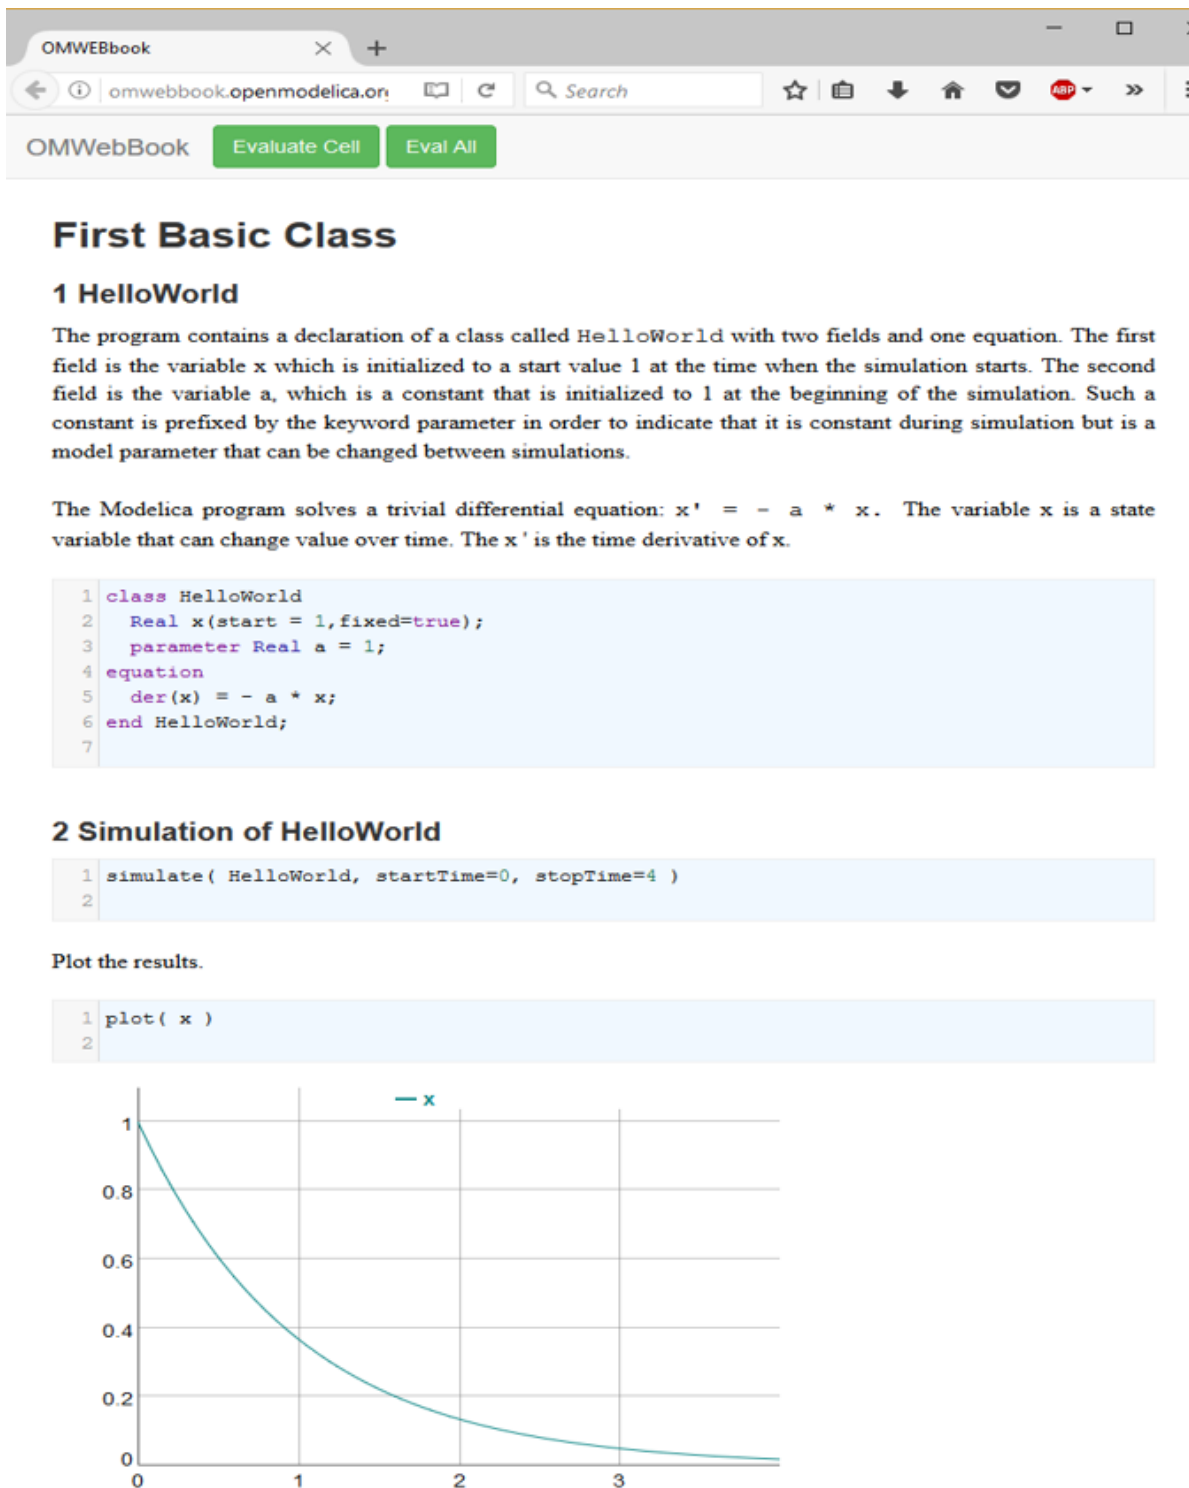 OMWEBbook
omwebbook.openmodelica.org
Search
ABP
OMWebBook
Evaluate Cell
Eval All
First Basic Class
1 HelloWorld
The program contains a declaration of a class called HelloWorld with two fields and one equation. The first
field is the variable x which is initialized to a start value 1 at the time when the simulation starts. The second
field is the variable a, which is a constant that is initialized to 1 at the beginning of the simulation. Such a
constant is prefixed by the keyword parameter in order to indicate that it is constant during simulation but is a
model parameter that can be changed between simulations.
The Modelica program solves a trivial differential equation: x' = - a * x. The variable x is a state
variable that can change value over time. The x ' is the time derivative of x.
1 class HelloWorld
2 Real x(start = 1,fixed=true);
3 parameter Real a = 1;
4 equation
5 der(x) = - a * x;
6 end HelloWorld;
7
2 Simulation of HelloWorld
1 simulate( HelloWorld, startTime=0, stopTime=4 )
2
Plot the results.
1 plot( x )
2
x
1
0.8
0.6
0.4
0.2
0
0 1 2 3